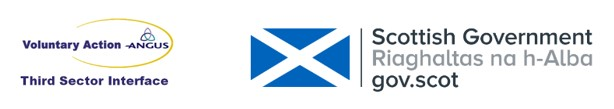 Voluntary Action ANGUS
Third Sector Interface
Scottish Government
Riaghaltas na h-Alba
gov.scot